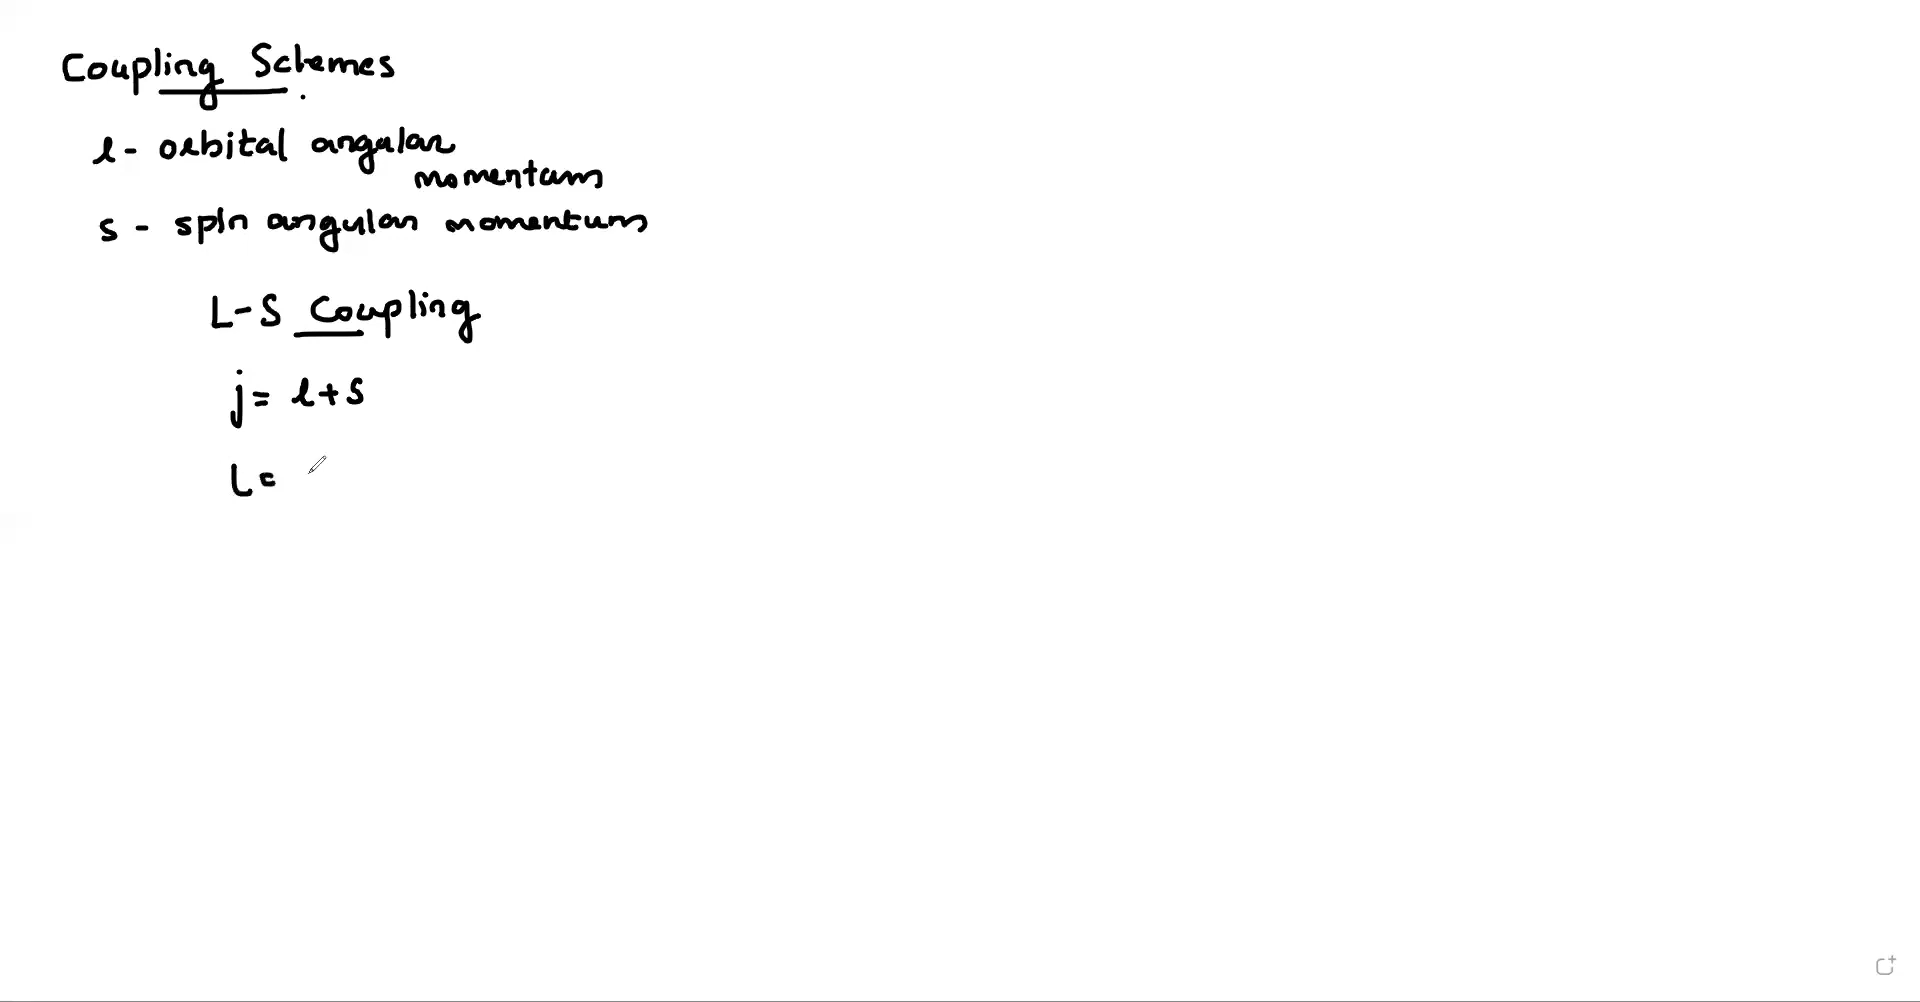 Coupling Schemes
l - orbital angular
momentum
s - spin angular momentum
L-S Coupling
j = l+s
L =